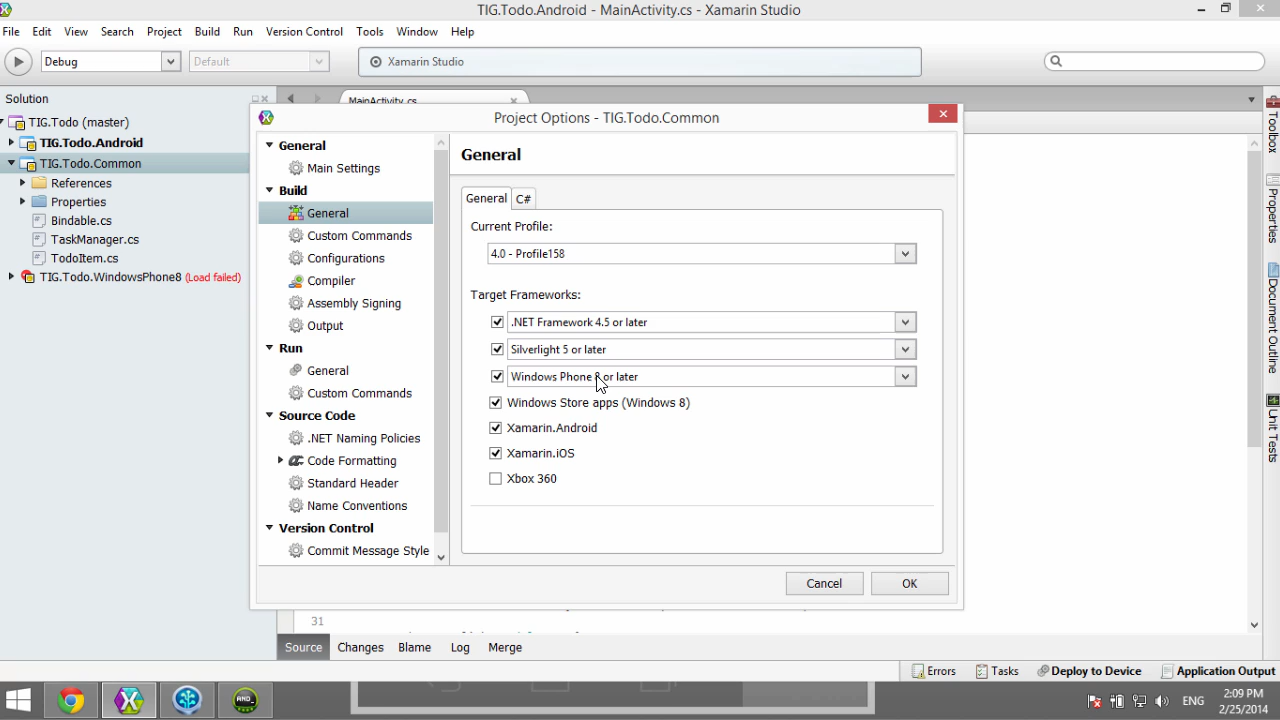 TIG.Todo.Android - MainActivity.cs - Xamarin Studio
File Edit View Search Project Build Run Version Control Tools Window Help
Debug Default Xamarin Studio
Solution
MainActivity.cs
TIG.Todo (master)
TIG.Todo.Android
TIG.Todo.Common
References
Properties
Bindable.cs
TaskManager.cs
TodoItem.cs
TIG.Todo.WindowsPhone8 (Load failed)
Project Options - TIG.Todo.Common
General
Main Settings
Build
General
Custom Commands
Configurations
Compiler
Assembly Signing
Output
Run
General
Custom Commands
Source Code
.NET Naming Policies
Code Formatting
Standard Header
Name Conventions
Version Control
Commit Message Style
General
General C#
Current Profile:
4.0 - Profile158
Target Frameworks:
.NET Framework 4.5 or later
Silverlight 5 or later
Windows Phone 8 or later
Windows Store apps (Windows 8)
Xamarin.Android
Xamarin.iOS
Xbox 360
Cancel OK
Toolbox
Properties
Document Outline
Unit Tests
31
Source Changes Blame Log Merge
Errors Tasks Deploy to Device Application Output
AND_
ENG
2:09 PM
2/25/2014